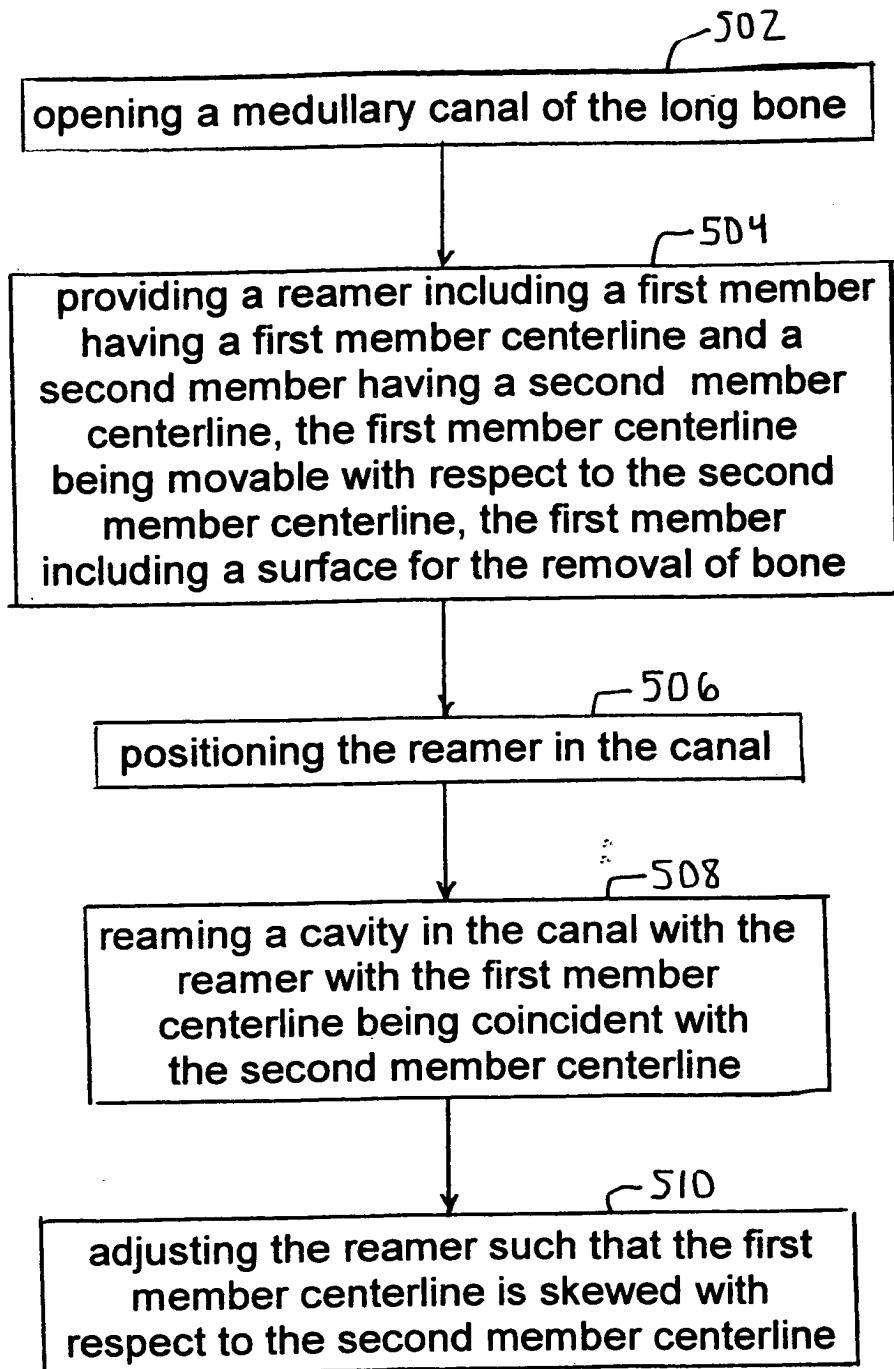 502
opening a medullary canal of the long bone
504
providing a reamer including a first member
having a first member centerline and a
second member having a second member
centerline, the first member centerline
being movable with respect to the second
member centerline, the first member
including a surface for the removal of bone
506
positioning the reamer in the canal
508
reaming a cavity in the canal with the
reamer with the first member
centerline being coincident with
the second member centerline
510
adjusting the reamer such that the first
member centerline is skewed with
respect to the second member centerline